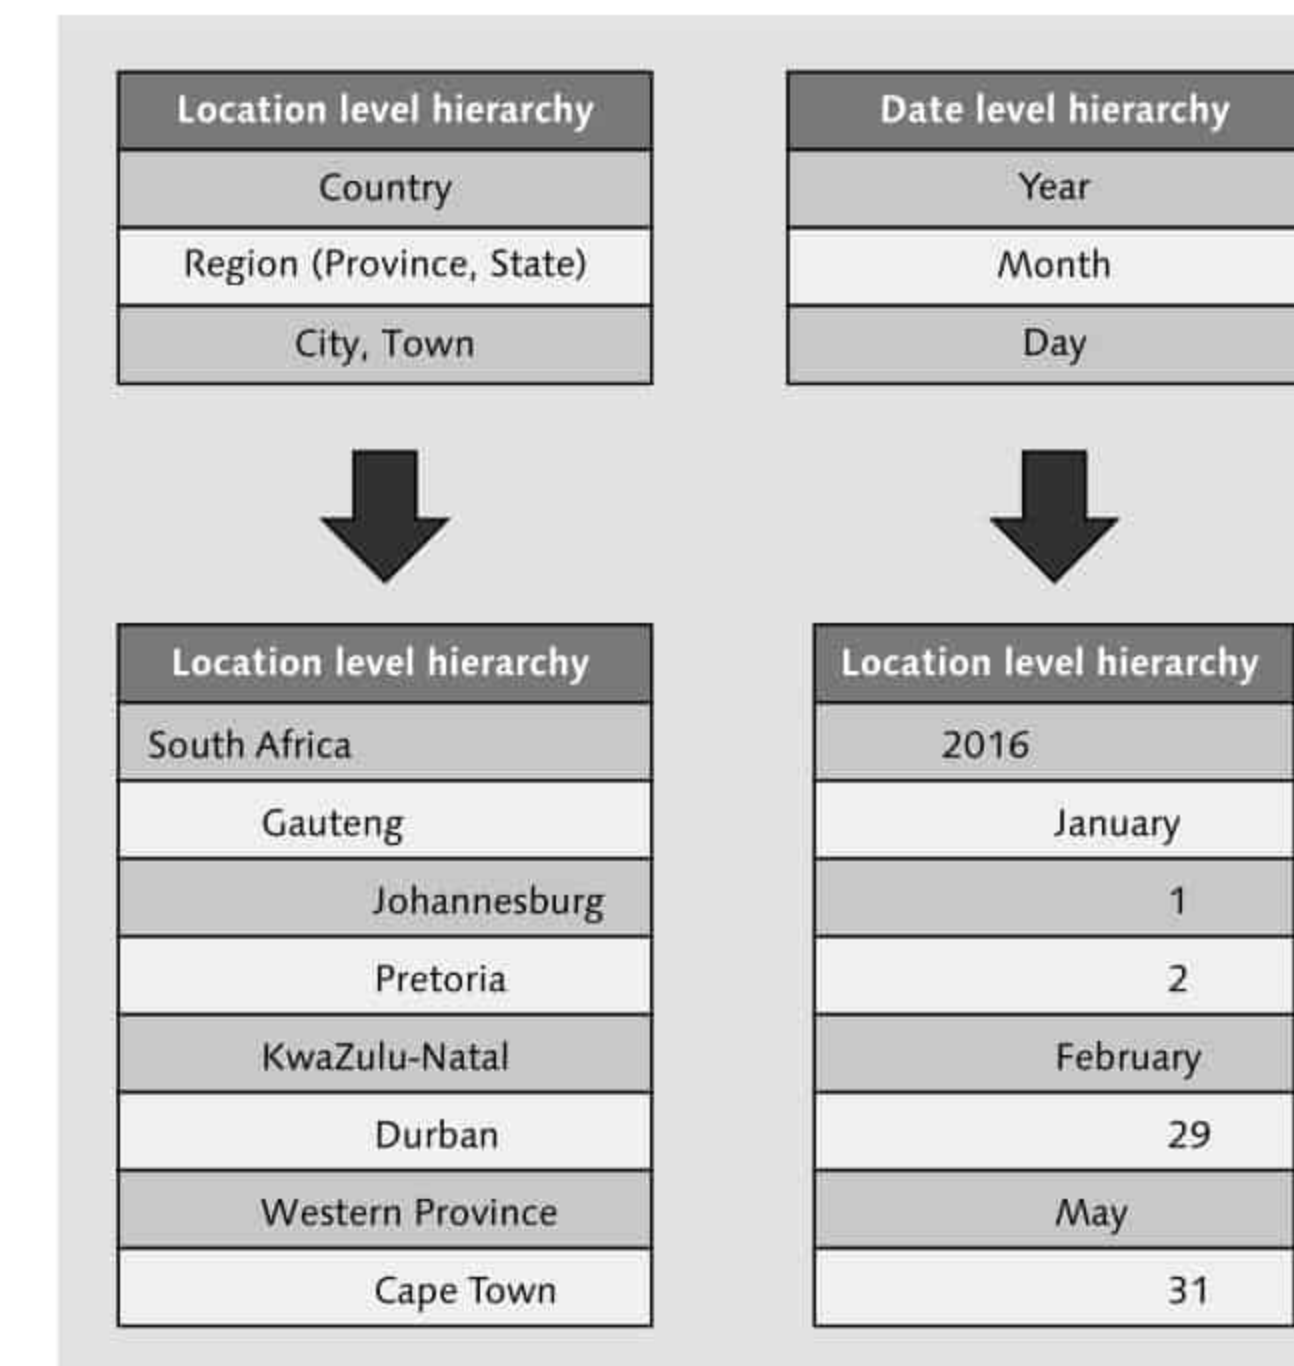 Location level hierarchy
Country
Region (Province, State)
City, Town
Date level hierarchy
Year
Month
Day
Location level hierarchy
South Africa
Gauteng
Johannesburg
Pretoria
KwaZulu-Natal
Durban
Western Province
Cape Town
Location level hierarchy
2016
January
1
2
February
29
May
31